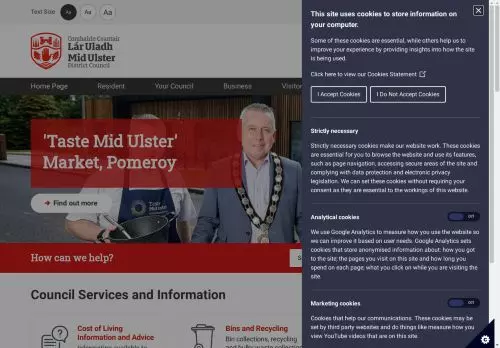 Text Size Aa Aa Aa
Comhairle Ceantair
Lár Uladh
Mid Ulster
District Council
Home Page Resident Your Council Business Visitor
'Taste Mid Ulster'
Market, Pomeroy
Find out more
How can we help?
S
Council Services and Information
Cost of Living
Information and Advice
Bins and Recycling
Bin collections, recycling
This site uses cookies to store information on
your computer.
Some of these cookies are essential, while others help us to
improve your experience by providing insights into how the site
is being used.
Click here to view our Cookies Statement
I Accept Cookies I Do Not Accept Cookies
Strictly necessary
Strictly necessary cookies make our website work. These cookies
are essential for you to browse the website and use its features,
such as page navigation, accessing secure areas of the site and
complying with data protection and electronic privacy
legislation. We can set these cookies without requiring your
consent as they are essential to the workings of this website.
Analytical cookies Off
We use Google Analytics to measure how you use the website so
we can improve it based on user needs. Google Analytics sets
cookies that store anonymised information about: how you
got to the site; the pages you visit on this site and how long you
spend on each page; what you click on while you are visiting the
site.
Marketing cookies Off
Cookies that help our communications. These cookies may be
set by third party websites and do things like measure how you
view YouTube videos that are on this site.